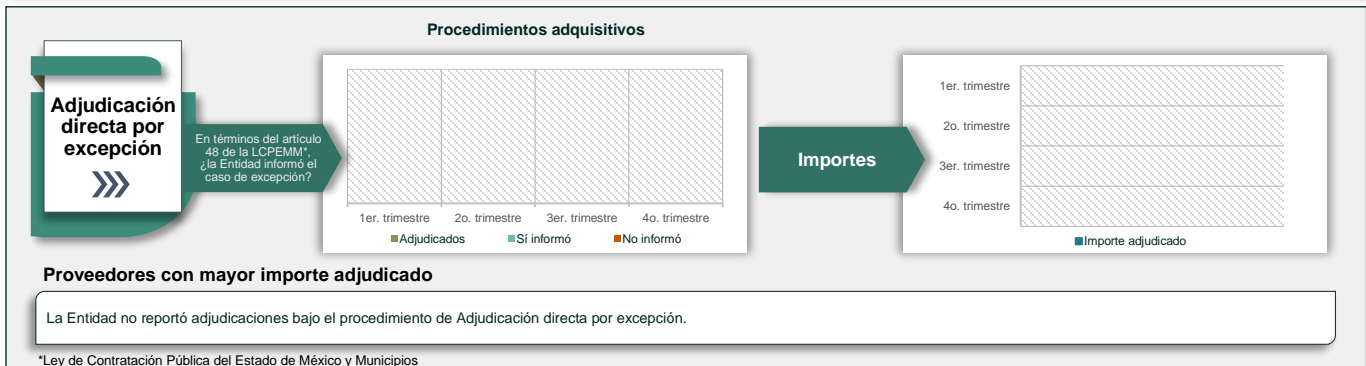 Procedimientos adquisitivos
Adjudicación
directa por
excepción
En términos del artículo
48 de la LCPEMM*,
¿la Entidad informó el
caso de excepción?
1er. trimestre 2o. trimestre 3er. trimestre 4o. trimestre
Adjudicados Sí informó No informó
Importes
1er. trimestre
2o. trimestre
3er. trimestre
4o. trimestre
Importe adjudicado
Proveedores con mayor importe adjudicado
La Entidad no reportó adjudicaciones bajo el procedimiento de Adjudicación directa por excepción.
*Ley de Contratación Pública del Estado de México y Municipios